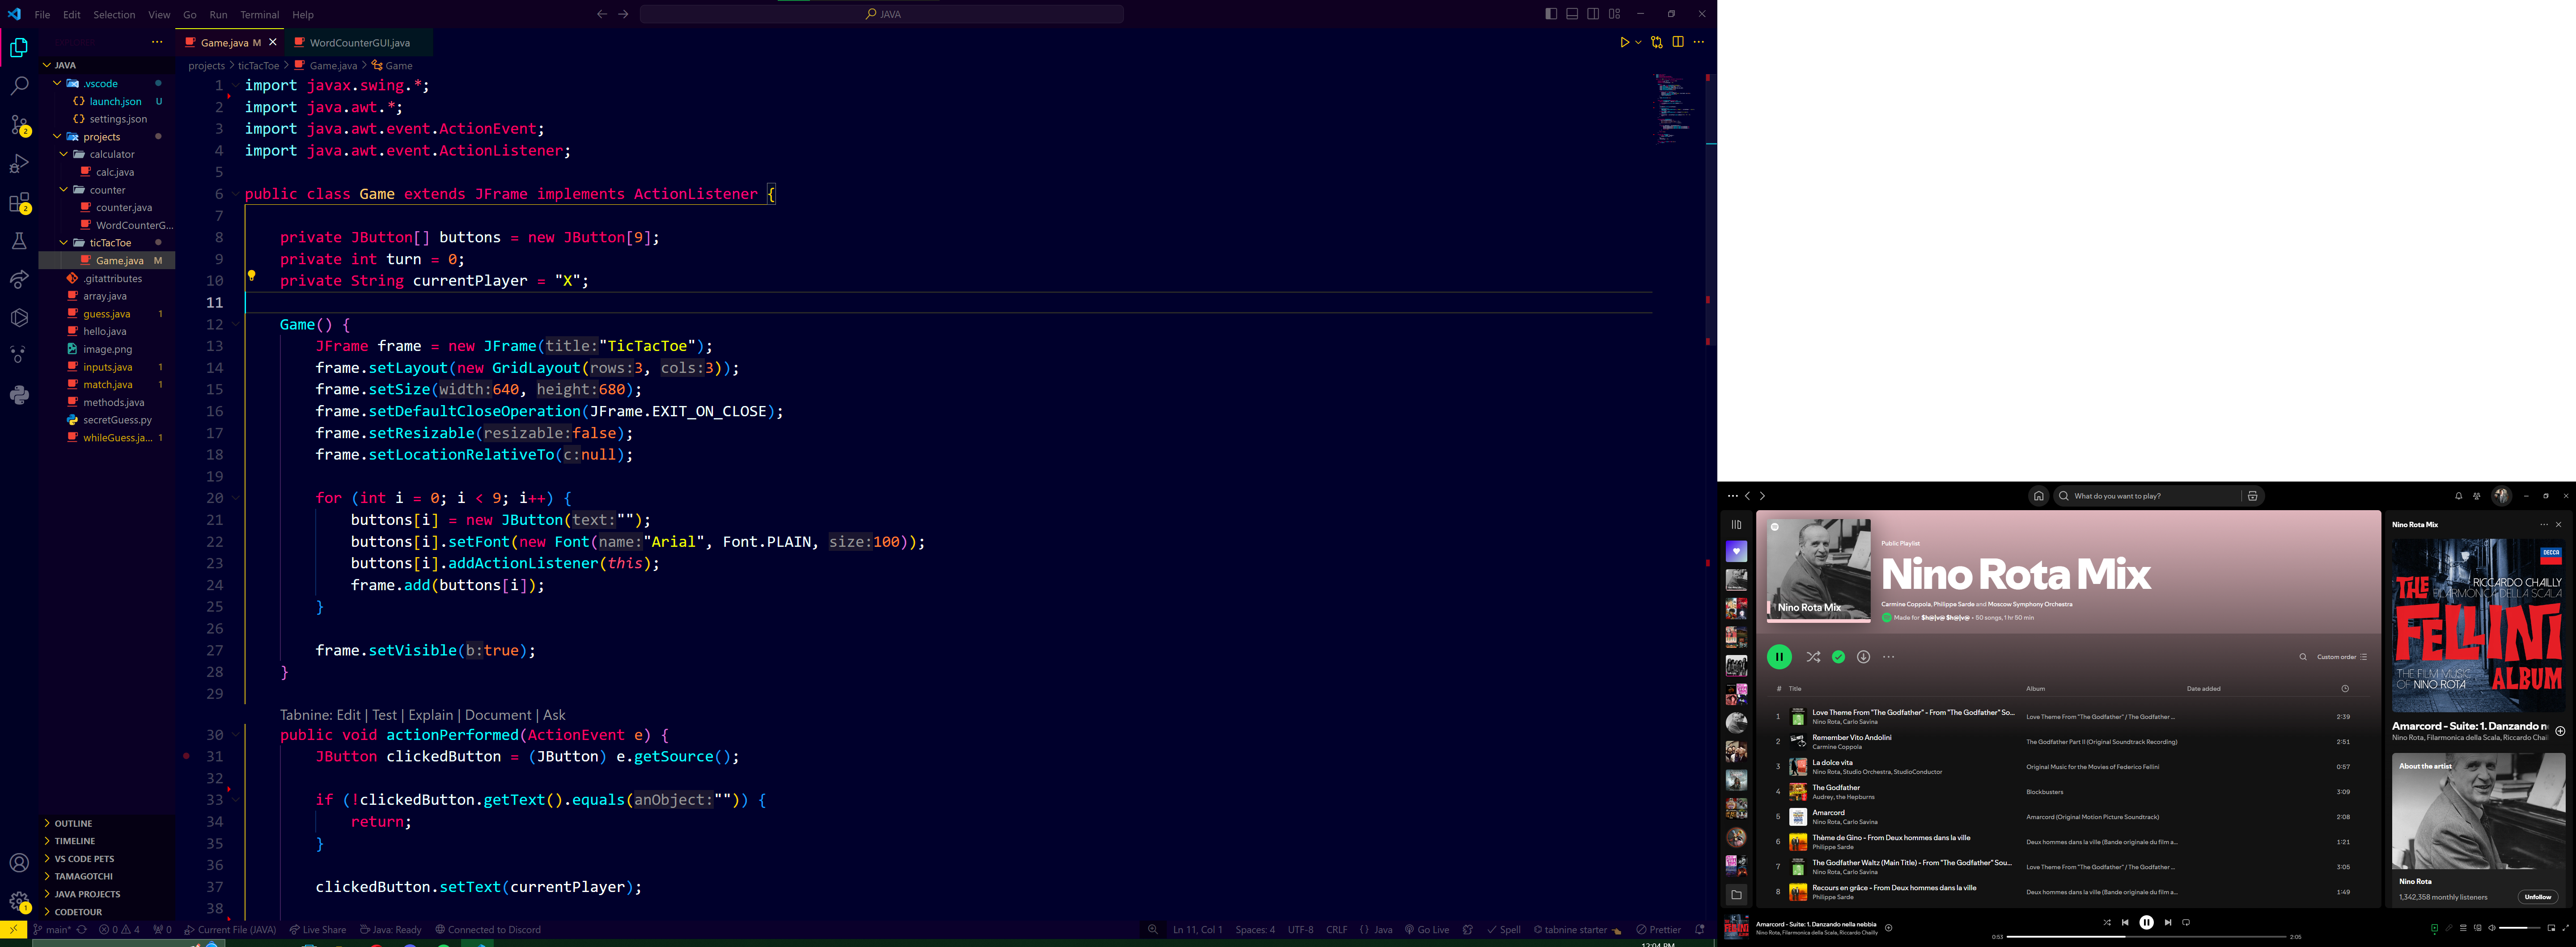 File Edit Selection View Go Run Terminal Help
JAVA
Game.java M
WordCounterGUI.java
projects > ticTacToe > Game.java > Game
JAVA
.vscode
launch.json U
settings.json
projects
calculator
calc.java
counter
counter.java
WordCounterG...
ticTacToe
Game.java M
.gitattributes
array.java
guess.java 1
hello.java
image.png
inputs.java 1
match.java 1
methods.java
secretGuess.py
whileGuess.ja... 1
OUTLINE
TIMELINE
VS CODE PETS
TAMAGOTCHI
JAVA PROJECTS
CODETOUR
1 import javax.swing.*;
2 import java.awt.*;
3 import java.awt.event.ActionEvent;
4 import java.awt.event.ActionListener;
5
6 public class Game extends JFrame implements ActionListener {
7
8 private JButton[] buttons = new JButton[9];
9 private int turn = 0;
10 private String currentPlayer = "X";
11
12 Game() {
13 JFrame frame = new JFrame(title:"TicTacToe");
14 frame.setLayout(new GridLayout(rows:3, cols:3));
15 frame.setSize(width:640, height:680);
16 frame.setDefaultCloseOperation(JFrame.EXIT_ON_CLOSE);
17 frame.setResizable(resizable:false);
18 frame.setLocationRelativeTo(c:null);
19
20 for (int i = 0; i < 9; i++) {
21 buttons[i] = new JButton(text:"");
22 buttons[i].setFont(new Font(name:"Arial", Font.PLAIN, size:100));
23 buttons[i].addActionListener(this);
24 frame.add(buttons[i]);
25 }
26
27 frame.setVisible(b:true);
28 }
29
Tabnine: Edit | Test | Explain | Document | Ask
30 public void actionPerformed(ActionEvent e) {
31 JButton clickedButton = (JButton) e.getSource();
32
33 if (!clickedButton.getText().equals(anObject:"")) {
34 return;
35 }
36
37 clickedButton.setText(currentPlayer);
38
main* 0 4 0 Current File (JAVA) Live Share Java: Ready Connected to Discord
Ln 11, Col 1 Spaces: 4 UTF-8 CRLF {} Java Go Live Spell tabnine starter Prettier
What do you want to play?
Nino Rota Mix
Public Playlist
Nino Rota Mix
Carmine Coppola, Philippe Sarde and Moscow Symphony Orchestra
Made for $h@|v@ $h@|v@ • 50 songs, 1 hr 50 min
Custom order
# Title Album Date added
1 Love Theme From "The Godfather" - From "The Godfather" So...
Nino Rota, Carlo Savina
Love Theme From "The Godfather" / The Godfather ... 2:39
2 Remember Vito Andolini
Carmine Coppola
The Godfather Part II (Original Soundtrack Recording) 2:51
3 La dolce vita
Nino Rota, Studio Orchestra, StudioConductor
Original Music for the Movies of Federico Fellini 0:57
4 The Godfather
Audrey, the Hepburns
Blockbusters 3:09
5 Amarcord
Nino Rota, Carlo Savina
Amarcord (Original Motion Picture Soundtrack) 2:08
6 Thème de Gino - From Deux hommes dans la ville
Philippe Sarde
Deux hommes dans la ville (Bande originale du film a... 1:21
7 The Godfather Waltz (Main Title) - From "The Godfather" Sou...
Nino Rota, Carlo Savina
Love Theme From "The Godfather" / The Godfather ... 3:05
8 Recours en grâce - From Deux hommes dans la ville
Philippe Sarde
Deux hommes dans la ville (Bande originale du film a... 1:49
Nino Rota Mix
DECCA
RICCARDO CHAILLY
FILARMONICA DELLA SCALA
THE
FELLINI
THE FILM MUSIC
OF NINO ROTA
ALBUM
Amarcord - Suite: 1. Danzando n
Nino Rota, Filarmonica della Scala, Riccardo Chail
About the artist
Nino Rota
1,342,358 monthly listeners
Unfollow
Amarcord - Suite: 1. Danzando nella nebbia
Nino Rota, Filarmonica della Scala, Riccardo Chailly
0:51
2:05